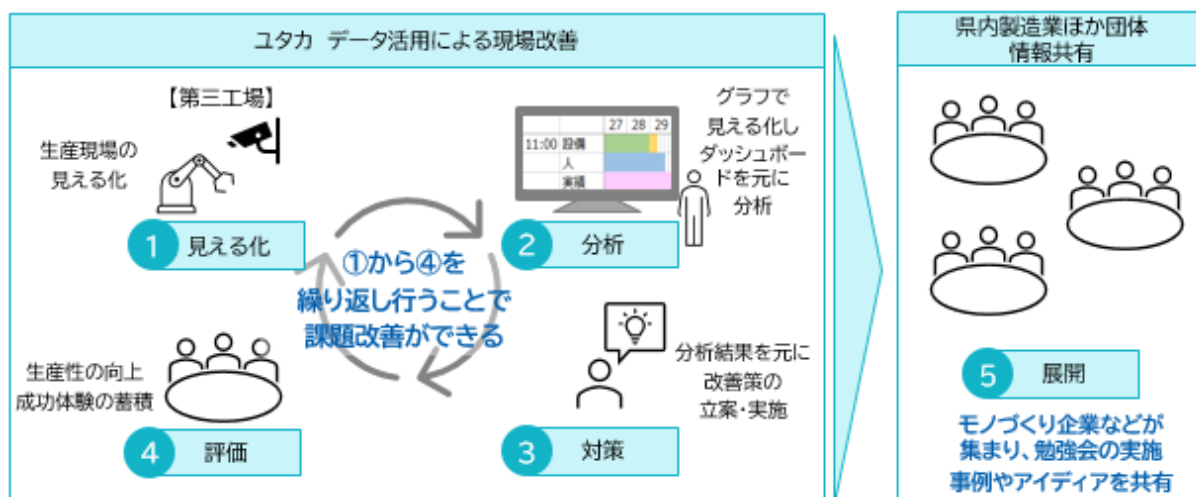 ユタカ データ活用による現場改善
【第三工場】
生産現場の
見える化
1 見える化
27 28 29
11:00 設備
人
実績
グラフで
見える化し
ダッシュボー
ドを元に
分析
2 分析
①から④を
繰り返し行うことで
課題改善ができる
生産性の向上
成功体験の蓄積
4 評価
分析結果を元に
改善策の
立案・実施
3 対策
県内製造業ほか団体
情報共有
5 展開
モノづくり企業などが
集まり、勉強会の実施
事例やアイディアを共有